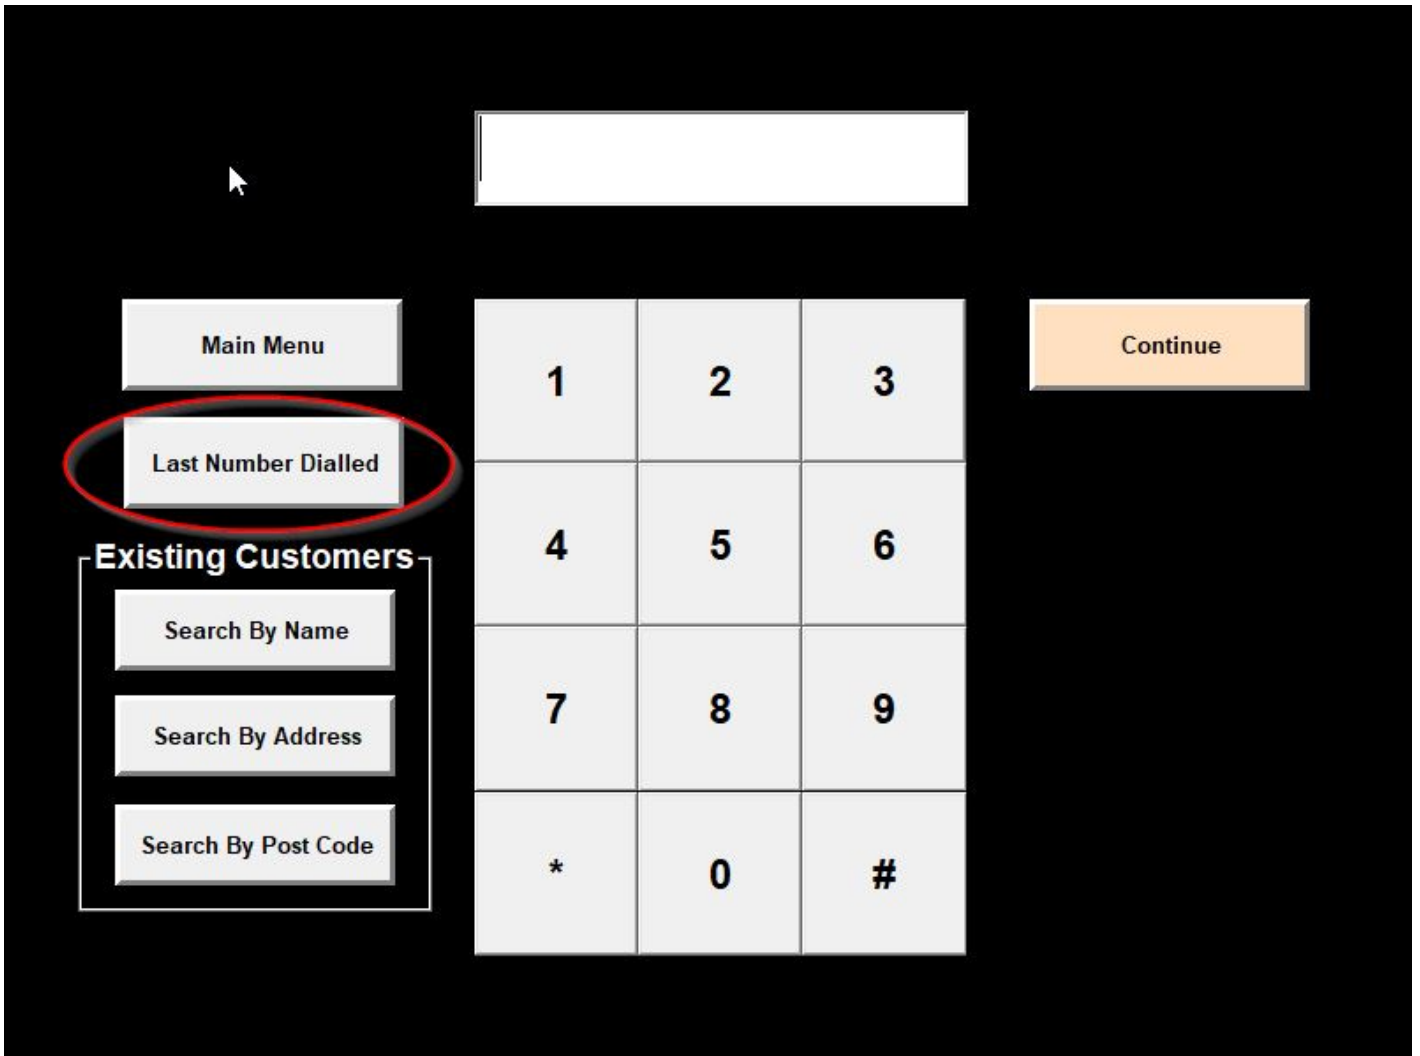 Main Menu
Last Number Dialled
Existing Customers
Search By Name
Search By Address
Search By Post Code
1 2 3
4 5 6
7 8 9
* 0 #
Continue